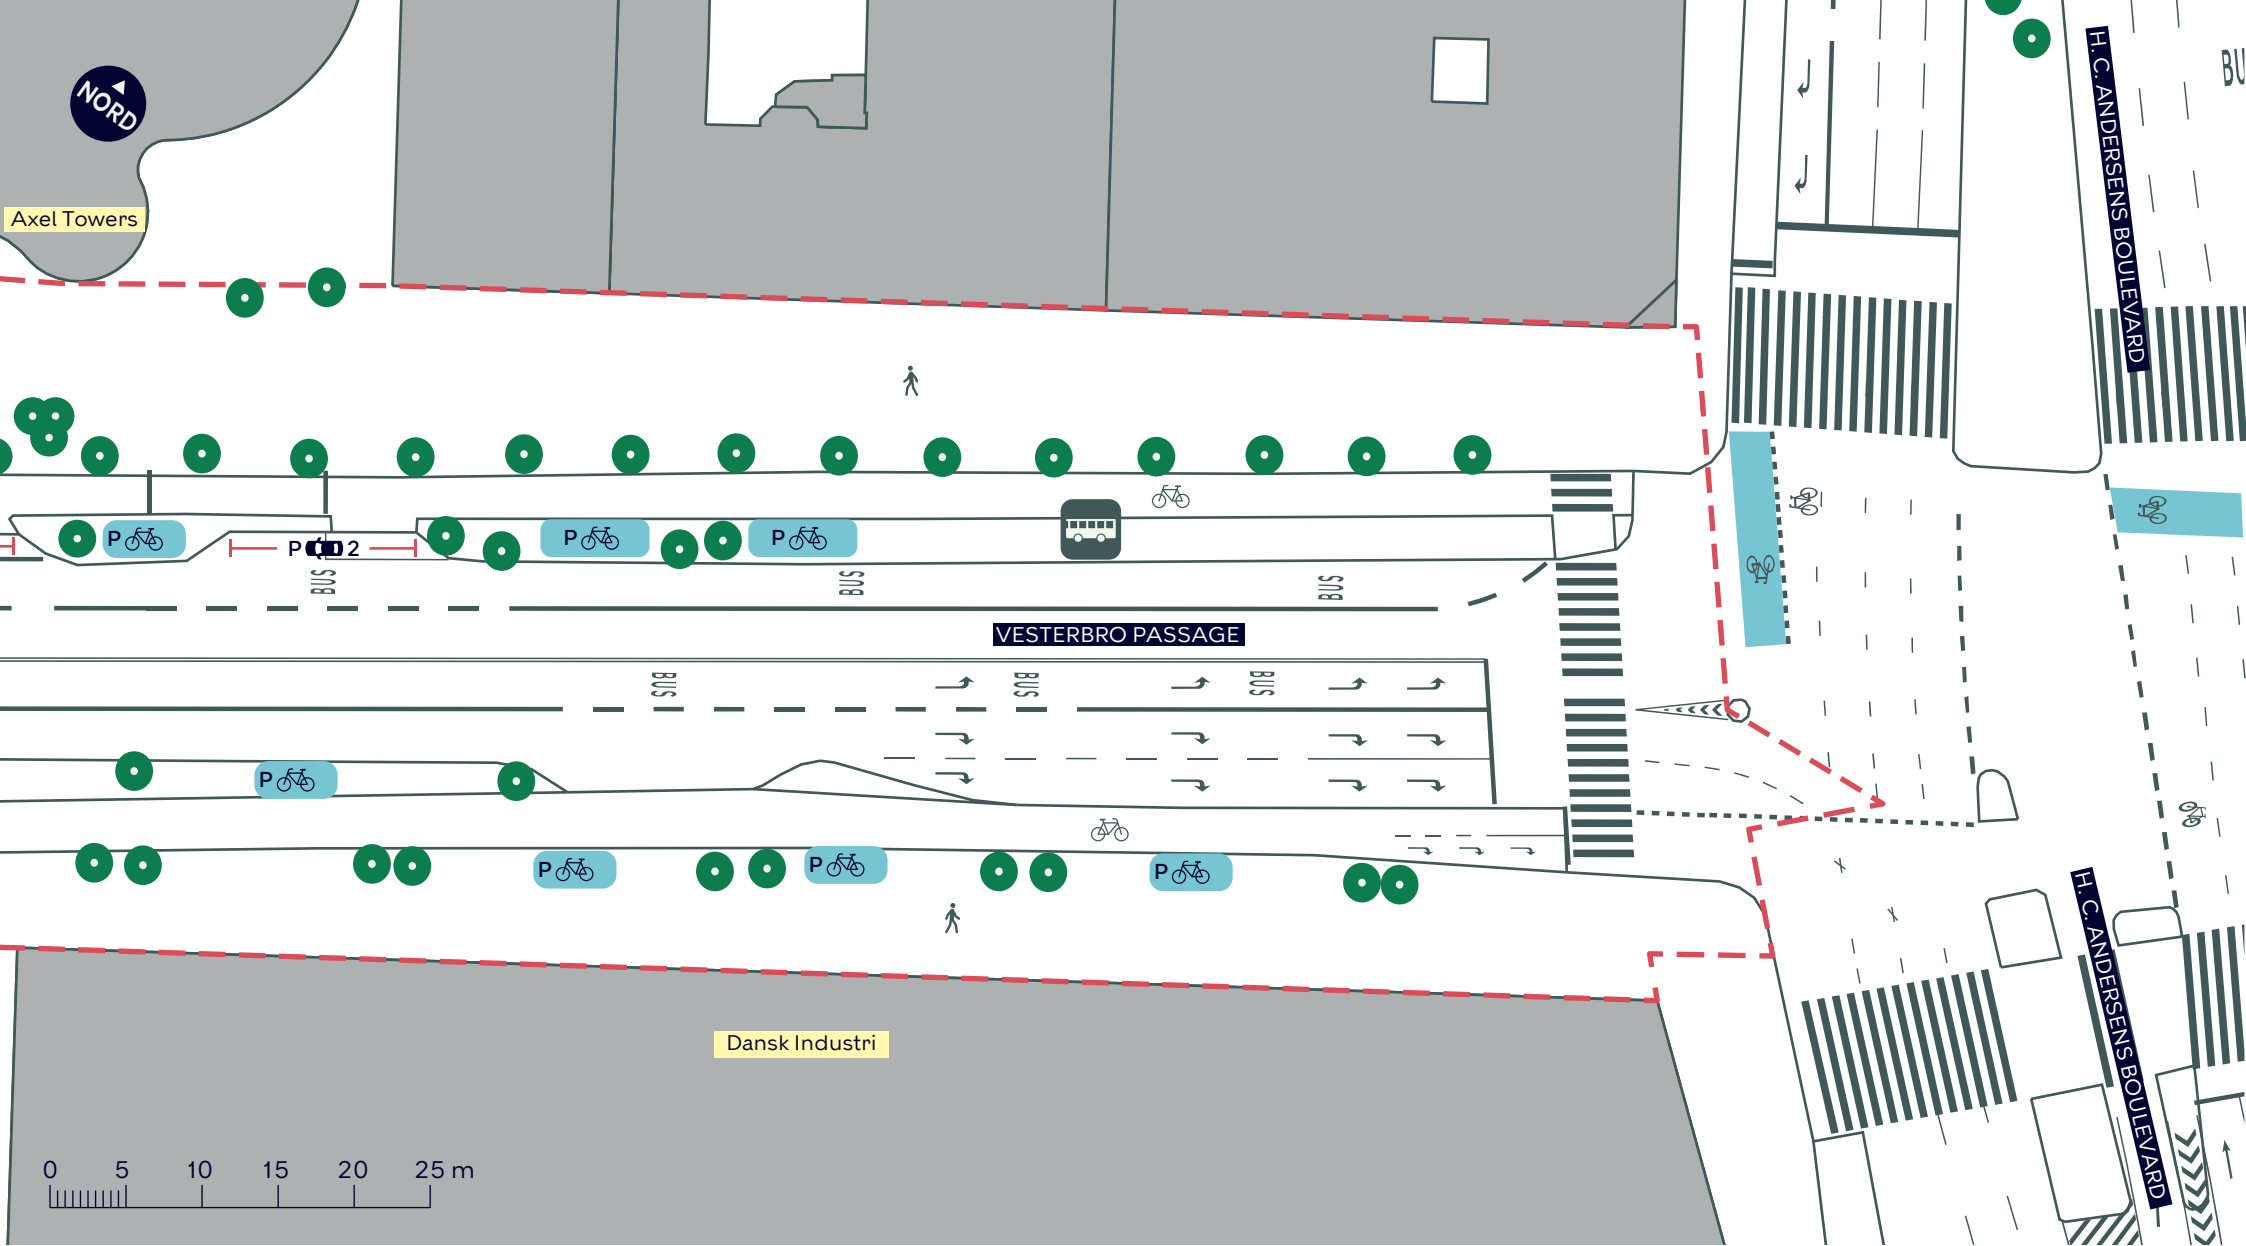 H. C. ANDERSENS BOULEVARD
BU
NORD
Axel Towers
P
P 2
P
P
BUS
BUS
BUS
VESTERBRO PASSAGE
BUS
BUS
BUS
P
P
P
P
H. C. ANDERSENS BOULEVARD
Dansk Industri
0 5 10 15 20 25 m